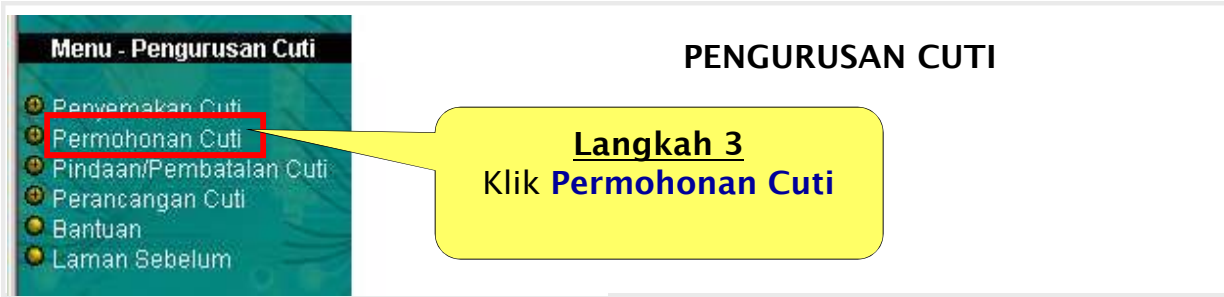 Menu - Pengurusan Cuti
PENGURUSAN CUTI
Penyemakan Cuti
Permohonan Cuti
Pindaan/Pembatalan Cuti
Perancangan Cuti
Bantuan
Laman Sebelum
Langkah 3
Klik Permohonan Cuti